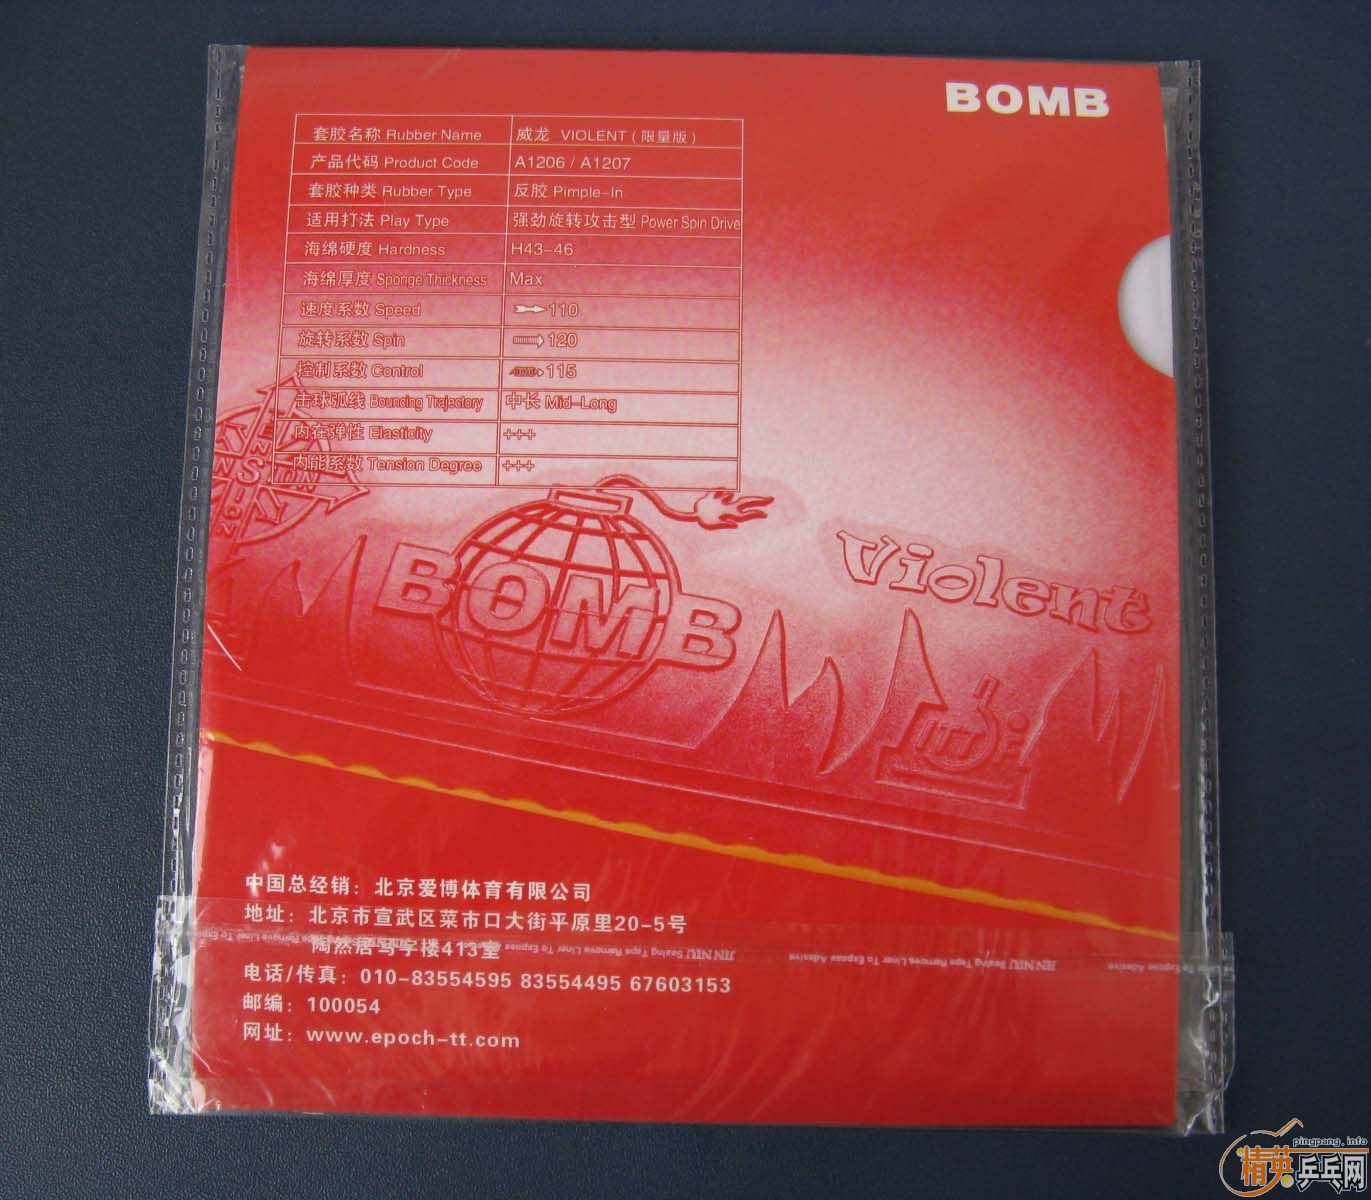 BOMB
套胶名称 Rubber Name 威龙 VIOLENT (限量版)
产品代码 Product Code A1206 / A1207
套胶种类 Rubber Type 反胶 Pimple-In
适用打法 Play Type 强劲旋转攻击型 Power Spin Drive
海绵硬度 Hardness H43-46
海绵厚度 Sponge Thickness Max
速度系数 Speed 110
旋转系数 Spin 120
控制系数 Control 115
击球弧线 Bouncing Trajectory 中长 Mid-Long
内在弹性 Elasticity +++
内能系数 Tension Degree +++
BOMB
Violent
中国总经销: 北京爱博体育有限公司
地址: 北京市宣武区菜市口大街平原里20-5号
陶然居写字楼413室
JIN NIU Sealing Tape Remove Liner To Expose Adesive
电话/传真: 010-83554595 83554495 67603153
邮编: 100054
网址: www.epoch-tt.com
pingpang.info
精英乒乓网